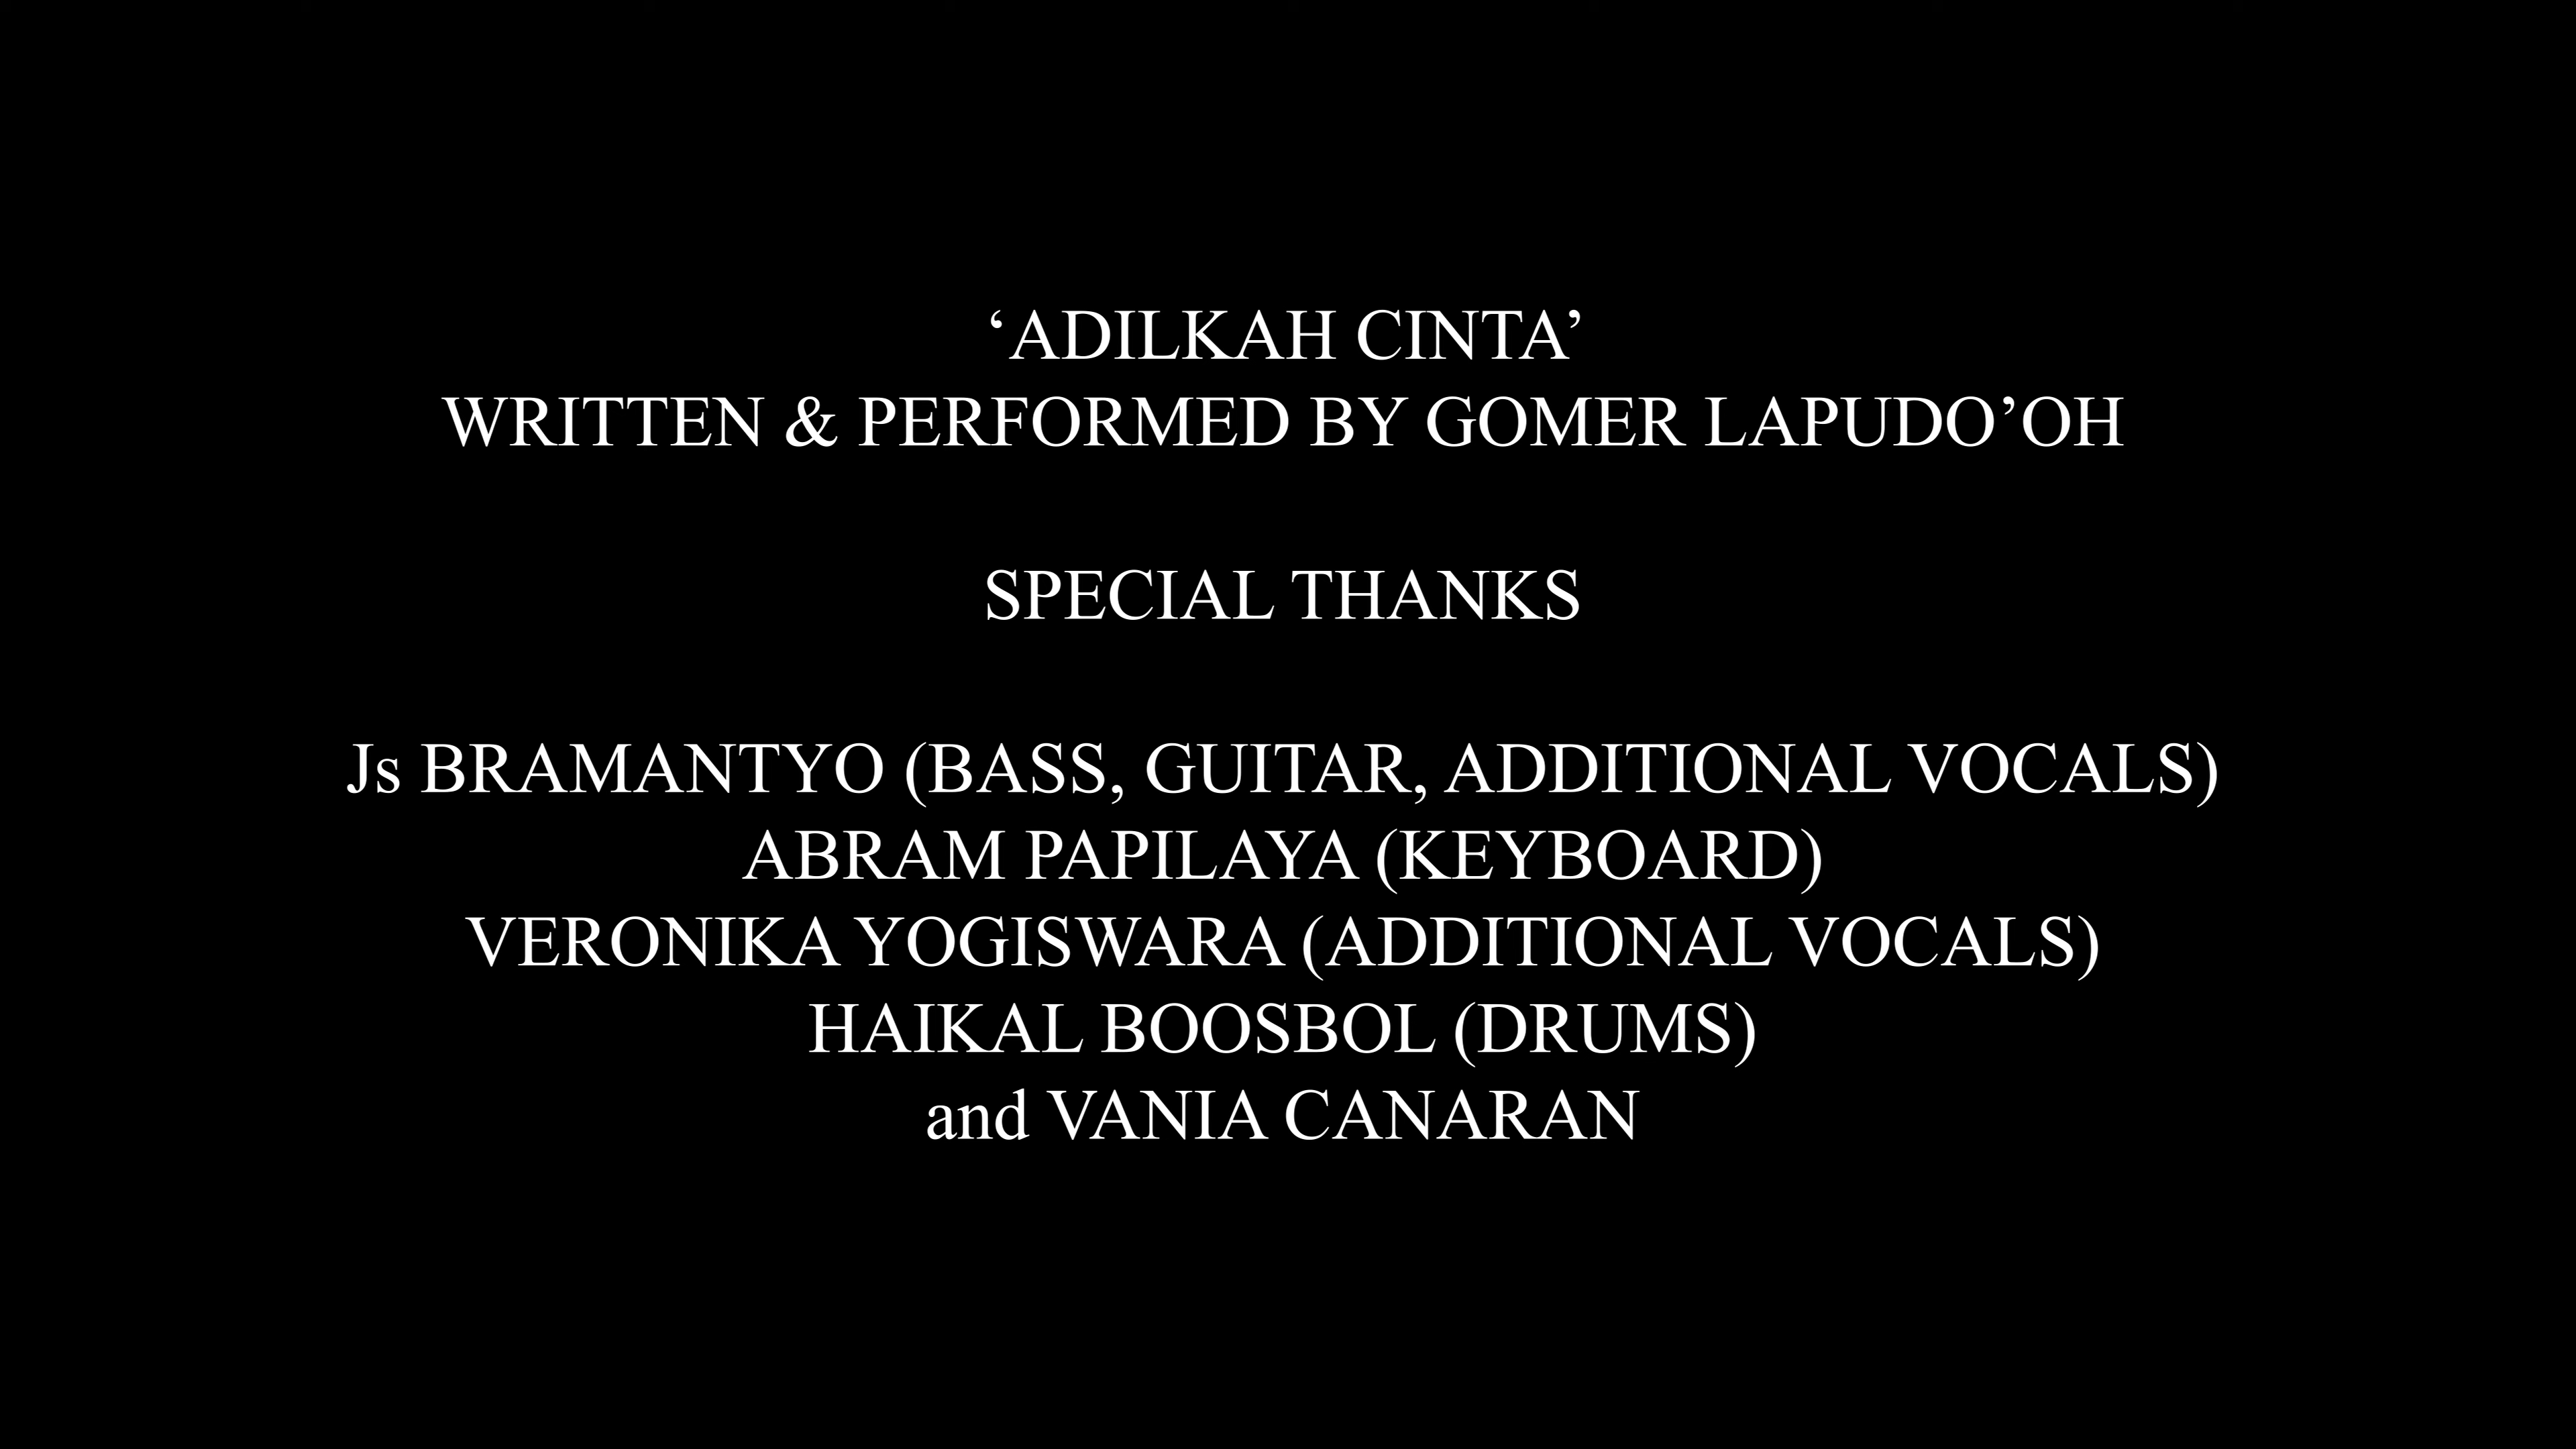 ‘ADILKAH CINTA’
WRITTEN & PERFORMED BY GOMER LAPUDO’OH
SPECIAL THANKS
Js BRAMANTYO (BASS, GUITAR, ADDITIONAL VOCALS)
ABRAM PAPILAYA (KEYBOARD)
VERONIKA YOGISWARA (ADDITIONAL VOCALS)
HAIKAL BOOSBOL (DRUMS)
and VANIA CANARAN